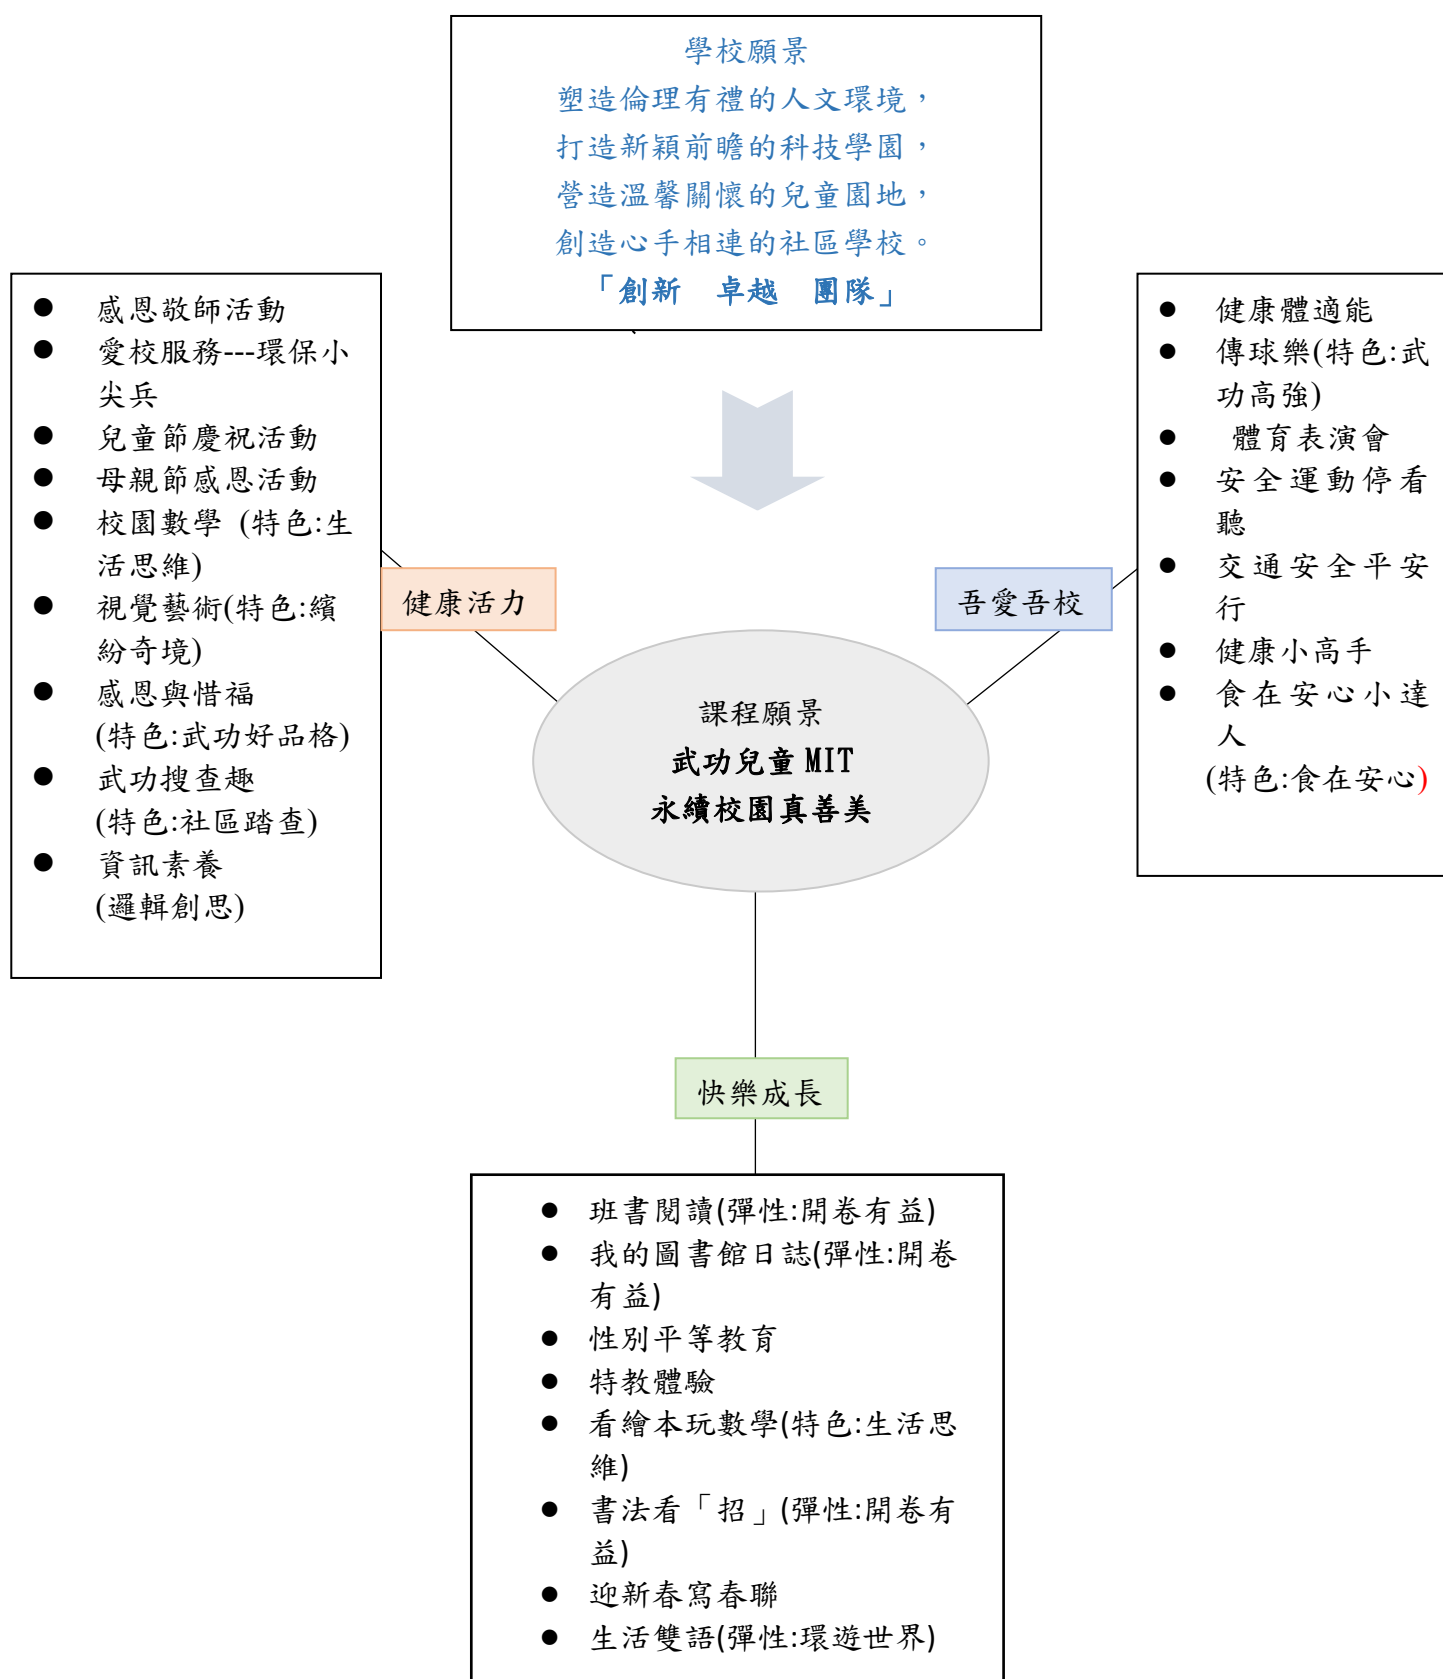 學校願景
塑造倫理有禮的人文環境，
打造新穎前瞻的科技學園，
營造溫馨關懷的兒童園地，
創造心手相連的社區學校。
「創新　卓越　團隊」
● 感恩敬師活動
● 愛校服務---環保小
尖兵
● 兒童節慶祝活動
● 母親節感恩活動
● 校園數學 (特色:生
活思維)
● 視覺藝術(特色:繽
紛奇境)
● 感恩與惜福
(特色:武功好品格)
● 武功搜查趣
(特色:社區踏查)
● 資訊素養
(邏輯創思)
健康活力
吾愛吾校
● 健康體適能
● 傳球樂(特色:武
功高強)
● 體育表演會
● 安全運動停看
聽
● 交通安全平安
行
● 健康小高手
● 食在安心小達
人
(特色:食在安心)
課程願景
武功兒童 MIT
永續校園真善美
快樂成長
● 班書閱讀(彈性:開卷有益)
● 我的圖書館日誌(彈性:開卷
有益)
● 性別平等教育
● 特教體驗
● 看繪本玩數學(特色:生活思
維)
● 書法看「招」(彈性:開卷有
益)
● 迎新春寫春聯
● 生活雙語(彈性:環遊世界)